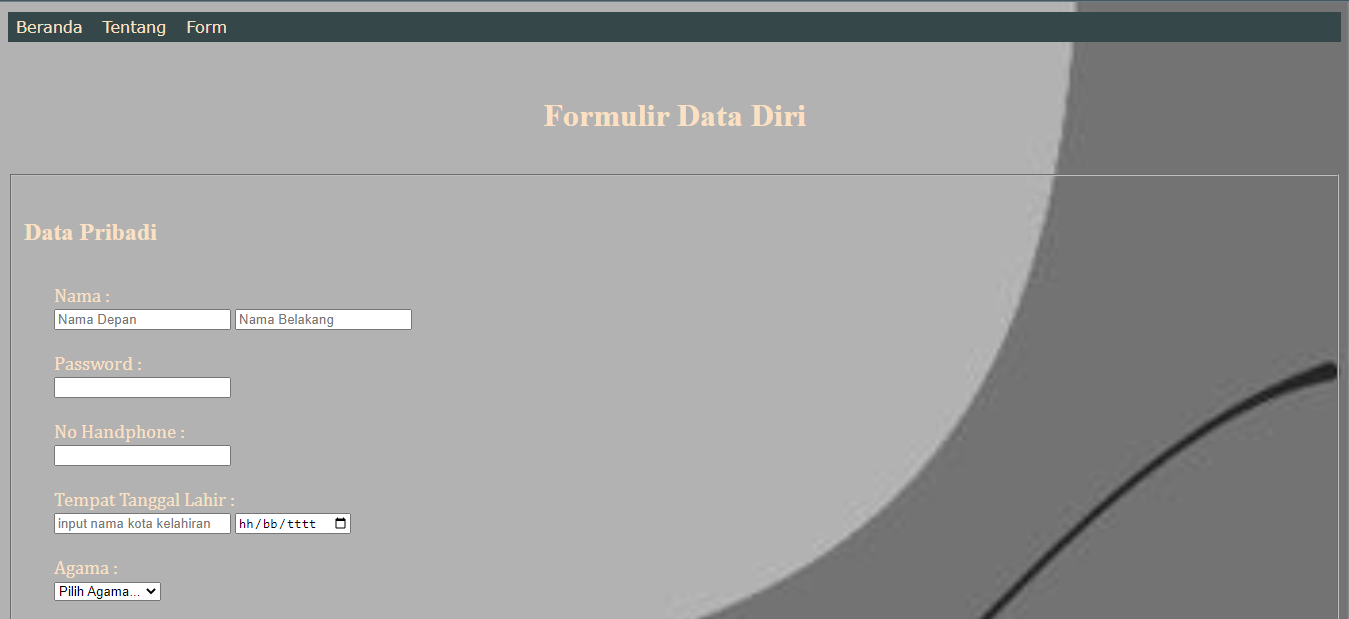 Beranda Tentang Form
Formulir Data Diri
Data Pribadi
Nama :
Nama Depan Nama Belakang
Password :
No Handphone :
Tempat Tanggal Lahir :
input nama kota kelahiran hh/bb/tttt
Agama :
Pilih Agama...